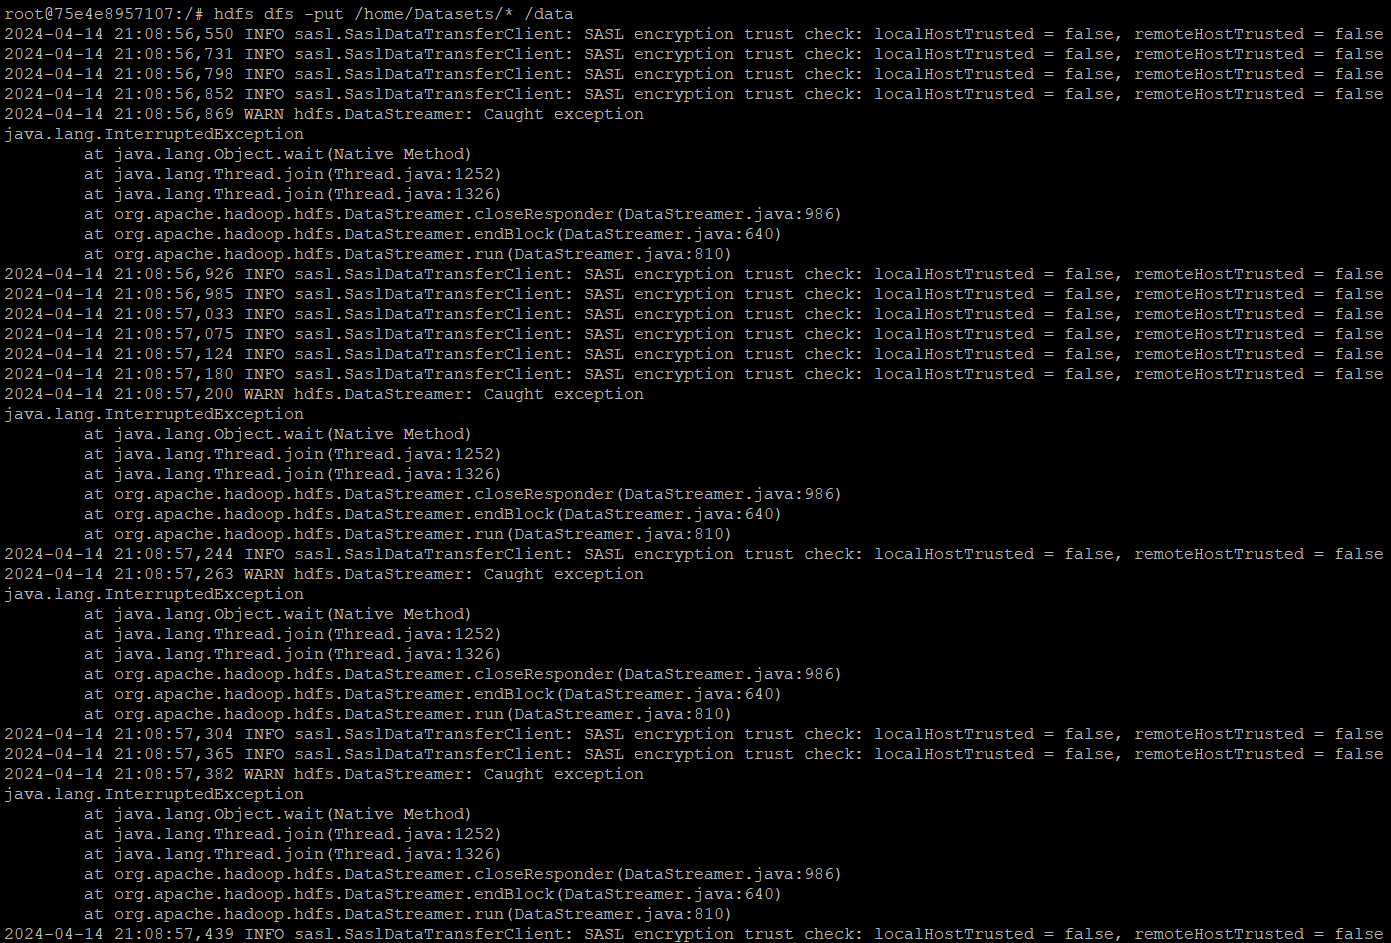 root@75e4e8957107:/# hdfs dfs -put /home/Datasets/* /data
2024-04-14 21:08:56,550 INFO sasl.SaslDataTransferClient: SASL encryption trust check: localHostTrusted = false, remoteHostTrusted = false
2024-04-14 21:08:56,731 INFO sasl.SaslDataTransferClient: SASL encryption trust check: localHostTrusted = false, remoteHostTrusted = false
2024-04-14 21:08:56,798 INFO sasl.SaslDataTransferClient: SASL encryption trust check: localHostTrusted = false, remoteHostTrusted = false
2024-04-14 21:08:56,852 INFO sasl.SaslDataTransferClient: SASL encryption trust check: localHostTrusted = false, remoteHostTrusted = false
2024-04-14 21:08:56,869 WARN hdfs.DataStreamer: Caught exception
java.lang.InterruptedException
        at java.lang.Object.wait(Native Method)
        at java.lang.Thread.join(Thread.java:1252)
        at java.lang.Thread.join(Thread.java:1326)
        at org.apache.hadoop.hdfs.DataStreamer.closeResponder(DataStreamer.java:986)
        at org.apache.hadoop.hdfs.DataStreamer.endBlock(DataStreamer.java:640)
        at org.apache.hadoop.hdfs.DataStreamer.run(DataStreamer.java:810)
2024-04-14 21:08:56,926 INFO sasl.SaslDataTransferClient: SASL encryption trust check: localHostTrusted = false, remoteHostTrusted = false
2024-04-14 21:08:56,985 INFO sasl.SaslDataTransferClient: SASL encryption trust check: localHostTrusted = false, remoteHostTrusted = false
2024-04-14 21:08:57,033 INFO sasl.SaslDataTransferClient: SASL encryption trust check: localHostTrusted = false, remoteHostTrusted = false
2024-04-14 21:08:57,075 INFO sasl.SaslDataTransferClient: SASL encryption trust check: localHostTrusted = false, remoteHostTrusted = false
2024-04-14 21:08:57,124 INFO sasl.SaslDataTransferClient: SASL encryption trust check: localHostTrusted = false, remoteHostTrusted = false
2024-04-14 21:08:57,180 INFO sasl.SaslDataTransferClient: SASL encryption trust check: localHostTrusted = false, remoteHostTrusted = false
2024-04-14 21:08:57,200 WARN hdfs.DataStreamer: Caught exception
java.lang.InterruptedException
        at java.lang.Object.wait(Native Method)
        at java.lang.Thread.join(Thread.java:1252)
        at java.lang.Thread.join(Thread.java:1326)
        at org.apache.hadoop.hdfs.DataStreamer.closeResponder(DataStreamer.java:986)
        at org.apache.hadoop.hdfs.DataStreamer.endBlock(DataStreamer.java:640)
        at org.apache.hadoop.hdfs.DataStreamer.run(DataStreamer.java:810)
2024-04-14 21:08:57,244 INFO sasl.SaslDataTransferClient: SASL encryption trust check: localHostTrusted = false, remoteHostTrusted = false
2024-04-14 21:08:57,263 WARN hdfs.DataStreamer: Caught exception
java.lang.InterruptedException
        at java.lang.Object.wait(Native Method)
        at java.lang.Thread.join(Thread.java:1252)
        at java.lang.Thread.join(Thread.java:1326)
        at org.apache.hadoop.hdfs.DataStreamer.closeResponder(DataStreamer.java:986)
        at org.apache.hadoop.hdfs.DataStreamer.endBlock(DataStreamer.java:640)
        at org.apache.hadoop.hdfs.DataStreamer.run(DataStreamer.java:810)
2024-04-14 21:08:57,304 INFO sasl.SaslDataTransferClient: SASL encryption trust check: localHostTrusted = false, remoteHostTrusted = false
2024-04-14 21:08:57,365 INFO sasl.SaslDataTransferClient: SASL encryption trust check: localHostTrusted = false, remoteHostTrusted = false
2024-04-14 21:08:57,382 WARN hdfs.DataStreamer: Caught exception
java.lang.InterruptedException
        at java.lang.Object.wait(Native Method)
        at java.lang.Thread.join(Thread.java:1252)
        at java.lang.Thread.join(Thread.java:1326)
        at org.apache.hadoop.hdfs.DataStreamer.closeResponder(DataStreamer.java:986)
        at org.apache.hadoop.hdfs.DataStreamer.endBlock(DataStreamer.java:640)
        at org.apache.hadoop.hdfs.DataStreamer.run(DataStreamer.java:810)
2024-04-14 21:08:57,439 INFO sasl.SaslDataTransferClient: SASL encryption trust check: localHostTrusted = false, remoteHostTrusted = false